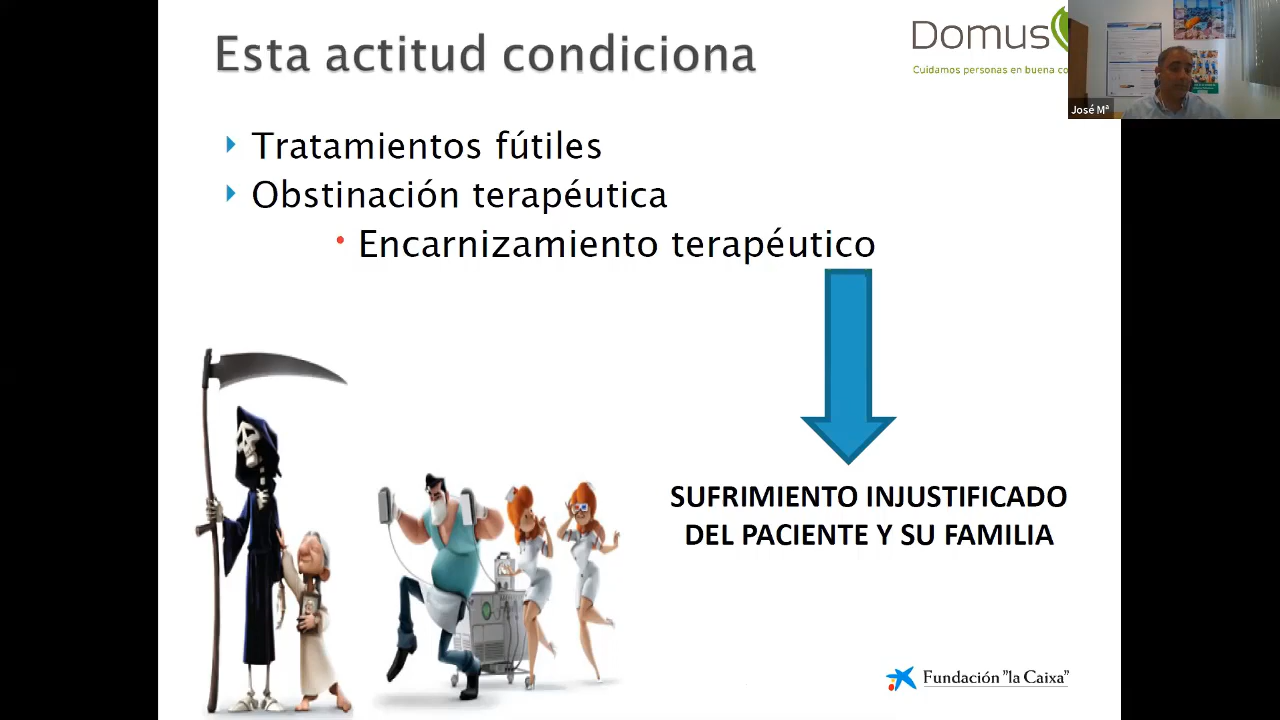 Esta actitud condiciona
Domus
Cuidamos personas en buena co
José Mª
Tratamientos fútiles
Obstinación terapéutica
Encarnizamiento terapéutico
SUFRIMIENTO INJUSTIFICADO
DEL PACIENTE Y SU FAMILIA
Fundación "la Caixa"